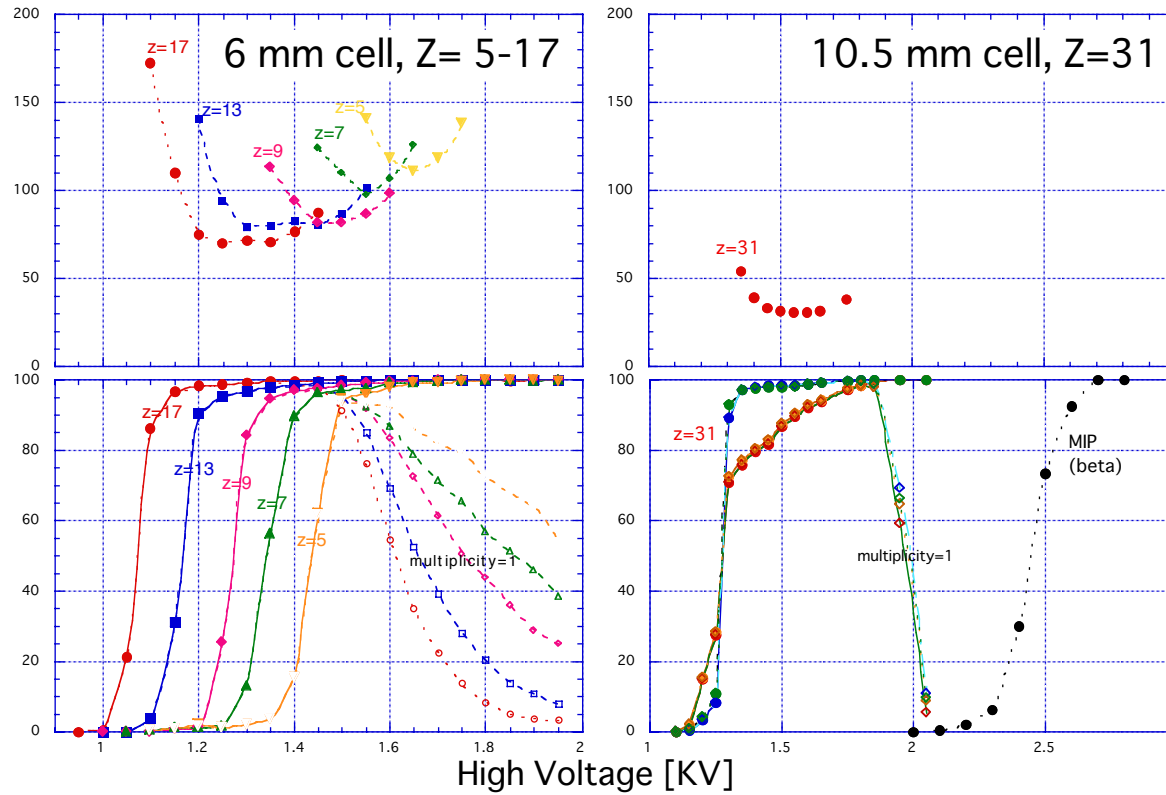 200
150
100
50
0
z=17
z=13
z=9
z=7
z=5
6 mm cell, Z= 5-17
200
150
100
50
0
z=31
10.5 mm cell, Z=31
100
80
60
40
20
0
z=17
z=13
z=9
z=7
z=5
multiplicity=1
1
1.2
1.4
1.6
1.8
2
100
80
60
40
20
0
z=31
MIP
(beta)
multiplicity=1
1
1.5
2
2.5
High Voltage [KV]